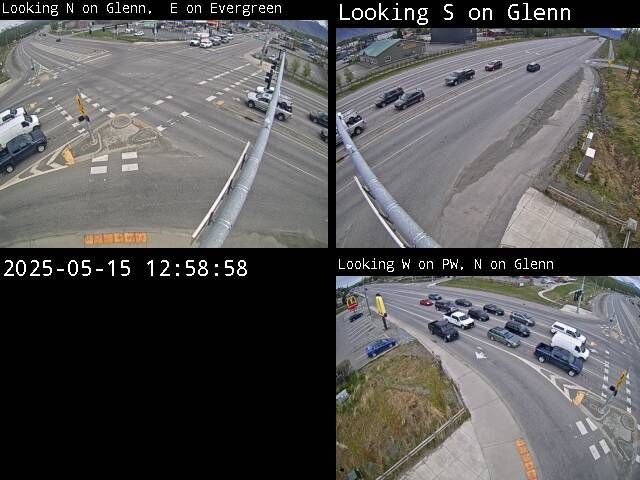 Looking N on Glenn,  E on Evergreen
Looking S on Glenn
2025-05-15 12:58:58
Looking W on PW, N on Glenn